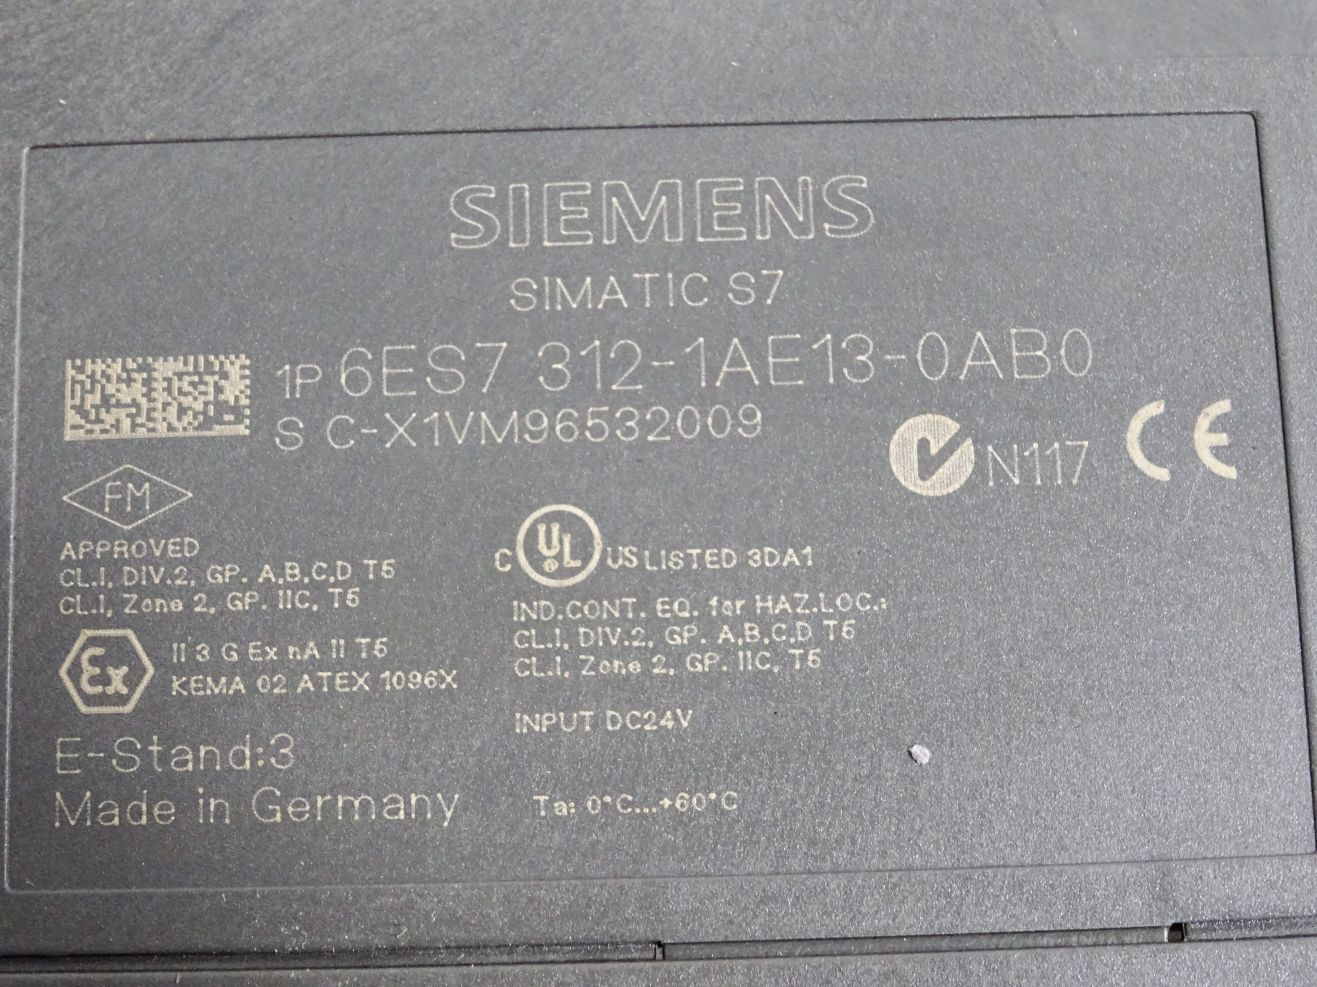 SIEMENS
SIMATIC S7
1P 6ES7 312-1AE13-0AB0
S C-X1VM96532009
N117 CE
FM
APPROVED
CL.I, DIV.2, GP. A,B,C,D T5
CL.I, Zone 2, GP. IIC, T5
Ex
II 3 G Ex nA II T5
KEMA 02 ATEX 1096X
C UL US LISTED 3DA1
IND.CONT. EQ. for HAZ.LOC.:
CL.I, DIV.2, GP. A,B,C,D T5
CL.I, Zone 2, GP. IIC, T5
INPUT DC24V
E-Stand:3
Made in Germany
Ta: 0°C...+60°C